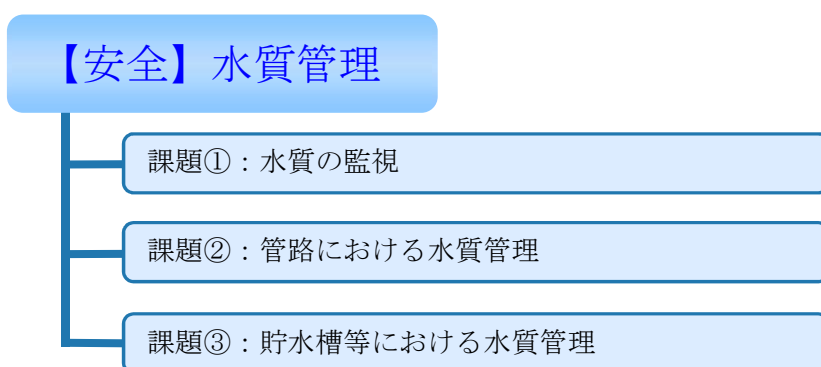 【安全】水質管理
課題①：水質の監視
課題②：管路における水質管理
課題③：貯水槽等における水質管理